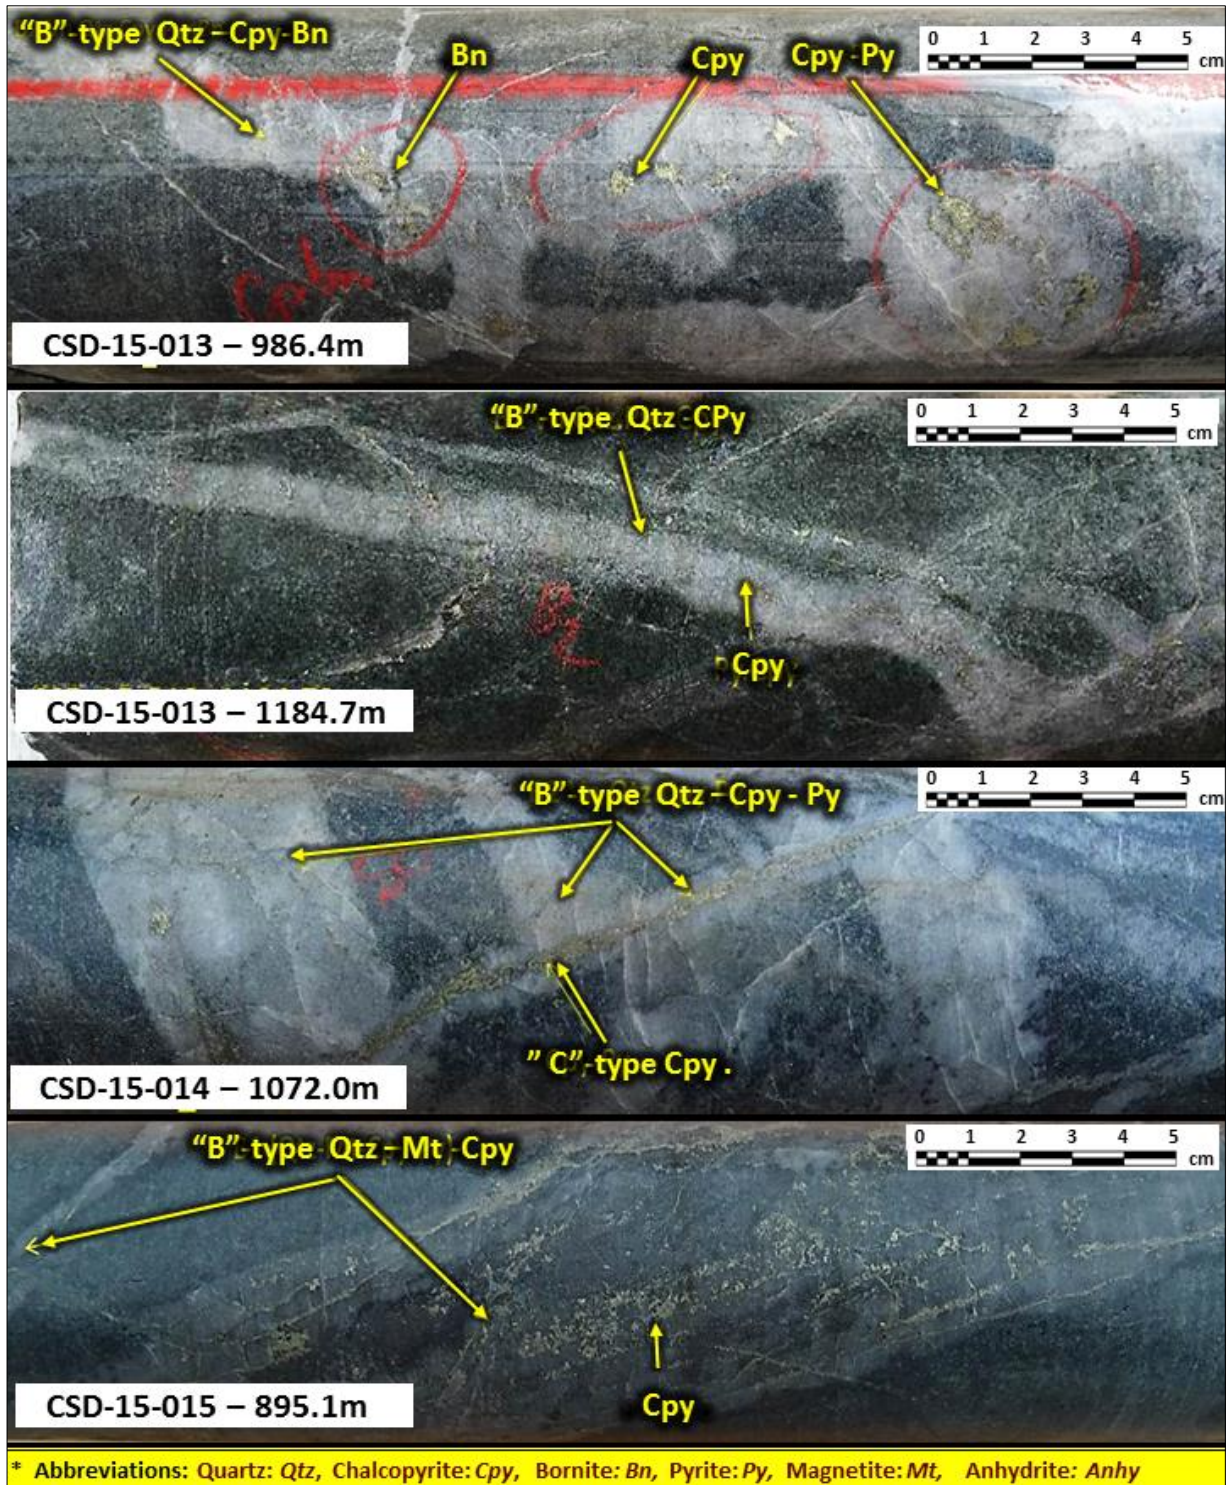 "B"-type Qtz – Cpy-Bn
Bn
Cpy
Cpy -Py
0 1 2 3 4 5
cm
Cpbn
CSD-15-013 – 986.4m
"B"-type Qtz -CPy
0 1 2 3 4 5
cm
Cpy
CSD-15-013 – 1184.7m
"B"-type Qtz – Cpy - Py
0 1 2 3 4 5
cm
" C"-type Cpy .
CSD-15-014 – 1072.0m
"B"-type Qtz – Mt -Cpy
0 1 2 3 4 5
cm
Cpy
CSD-15-015 – 895.1m
* Abbreviations: Quartz: Qtz, Chalcopyrite: Cpy, Bornite: Bn, Pyrite: Py, Magnetite: Mt, Anhydrite: Anhy